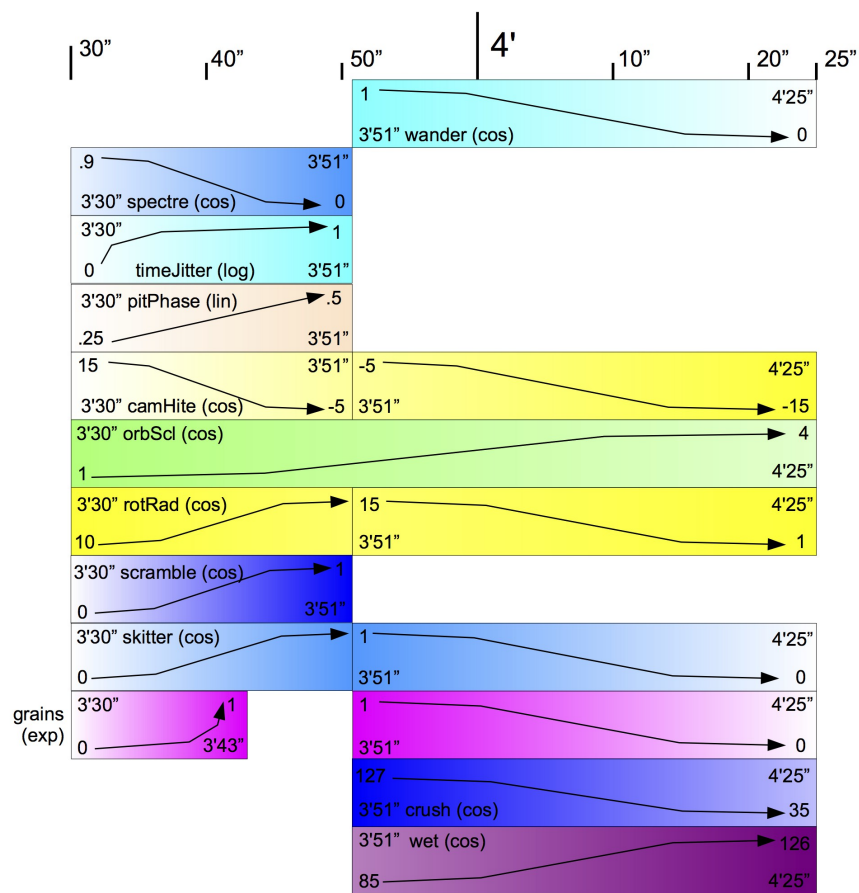 30” 40” 50” 4' 10” 20” 25”
1 4'25”
3'51” wander (cos) 0
.9 3'51”
3'30” spectre (cos) 0
3'30” 1
0 timeJitter (log) 3'51”
3'30” pitPhase (lin) .5
.25 3'51”
15 3'51” -5 4'25”
3'30” camHite (cos) -5 3'51” -15
3'30” orbScl (cos) 4
1 4'25”
3'30” rotRad (cos) 15 4'25”
10 3'51” 1
3'30” scramble (cos) 1
0 3'51”
3'30” skitter (cos) 1 4'25”
0 3'51” 0
grains
(exp)
3'30” 1 1 4'25”
0 3'43” 3'51” 0
127 4'25”
3'51” crush (cos) 35
3'51” wet (cos) 126
85 4'25”